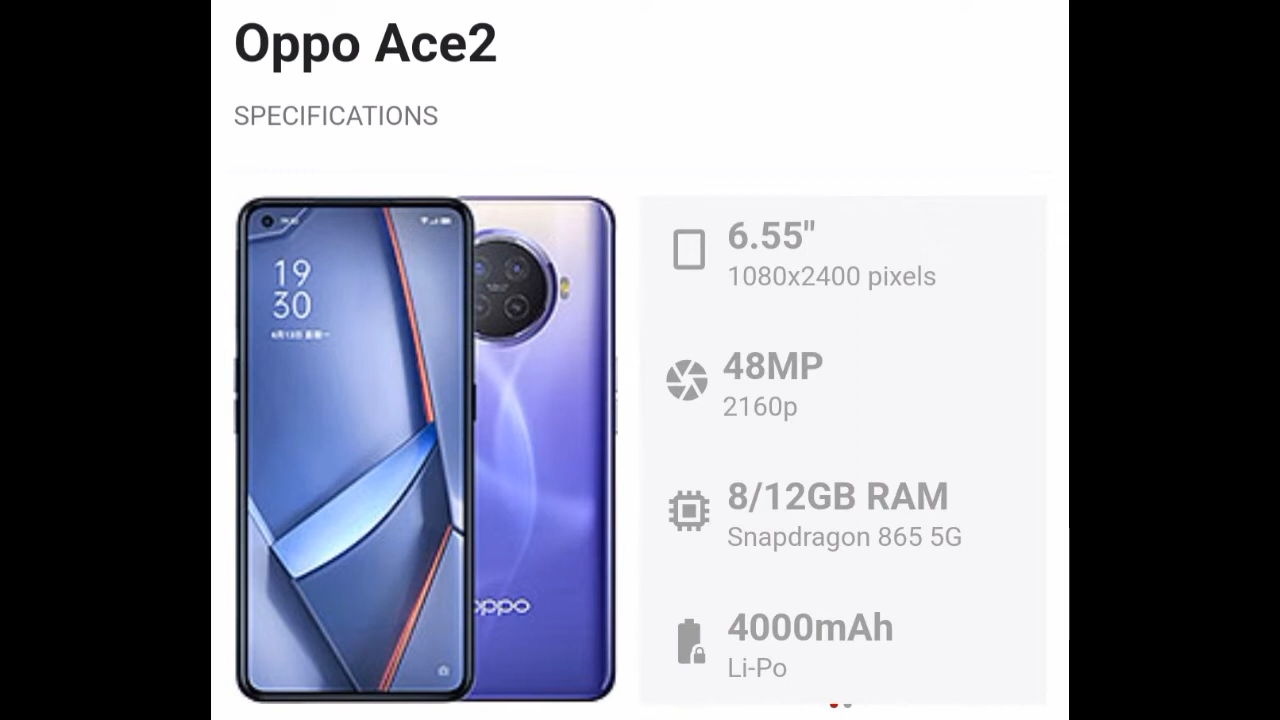 Oppo Ace2
SPECIFICATIONS
19
30
oppo
6.55"
1080x2400 pixels
48MP
2160p
8/12GB RAM
Snapdragon 865 5G
4000mAh
Li-Po